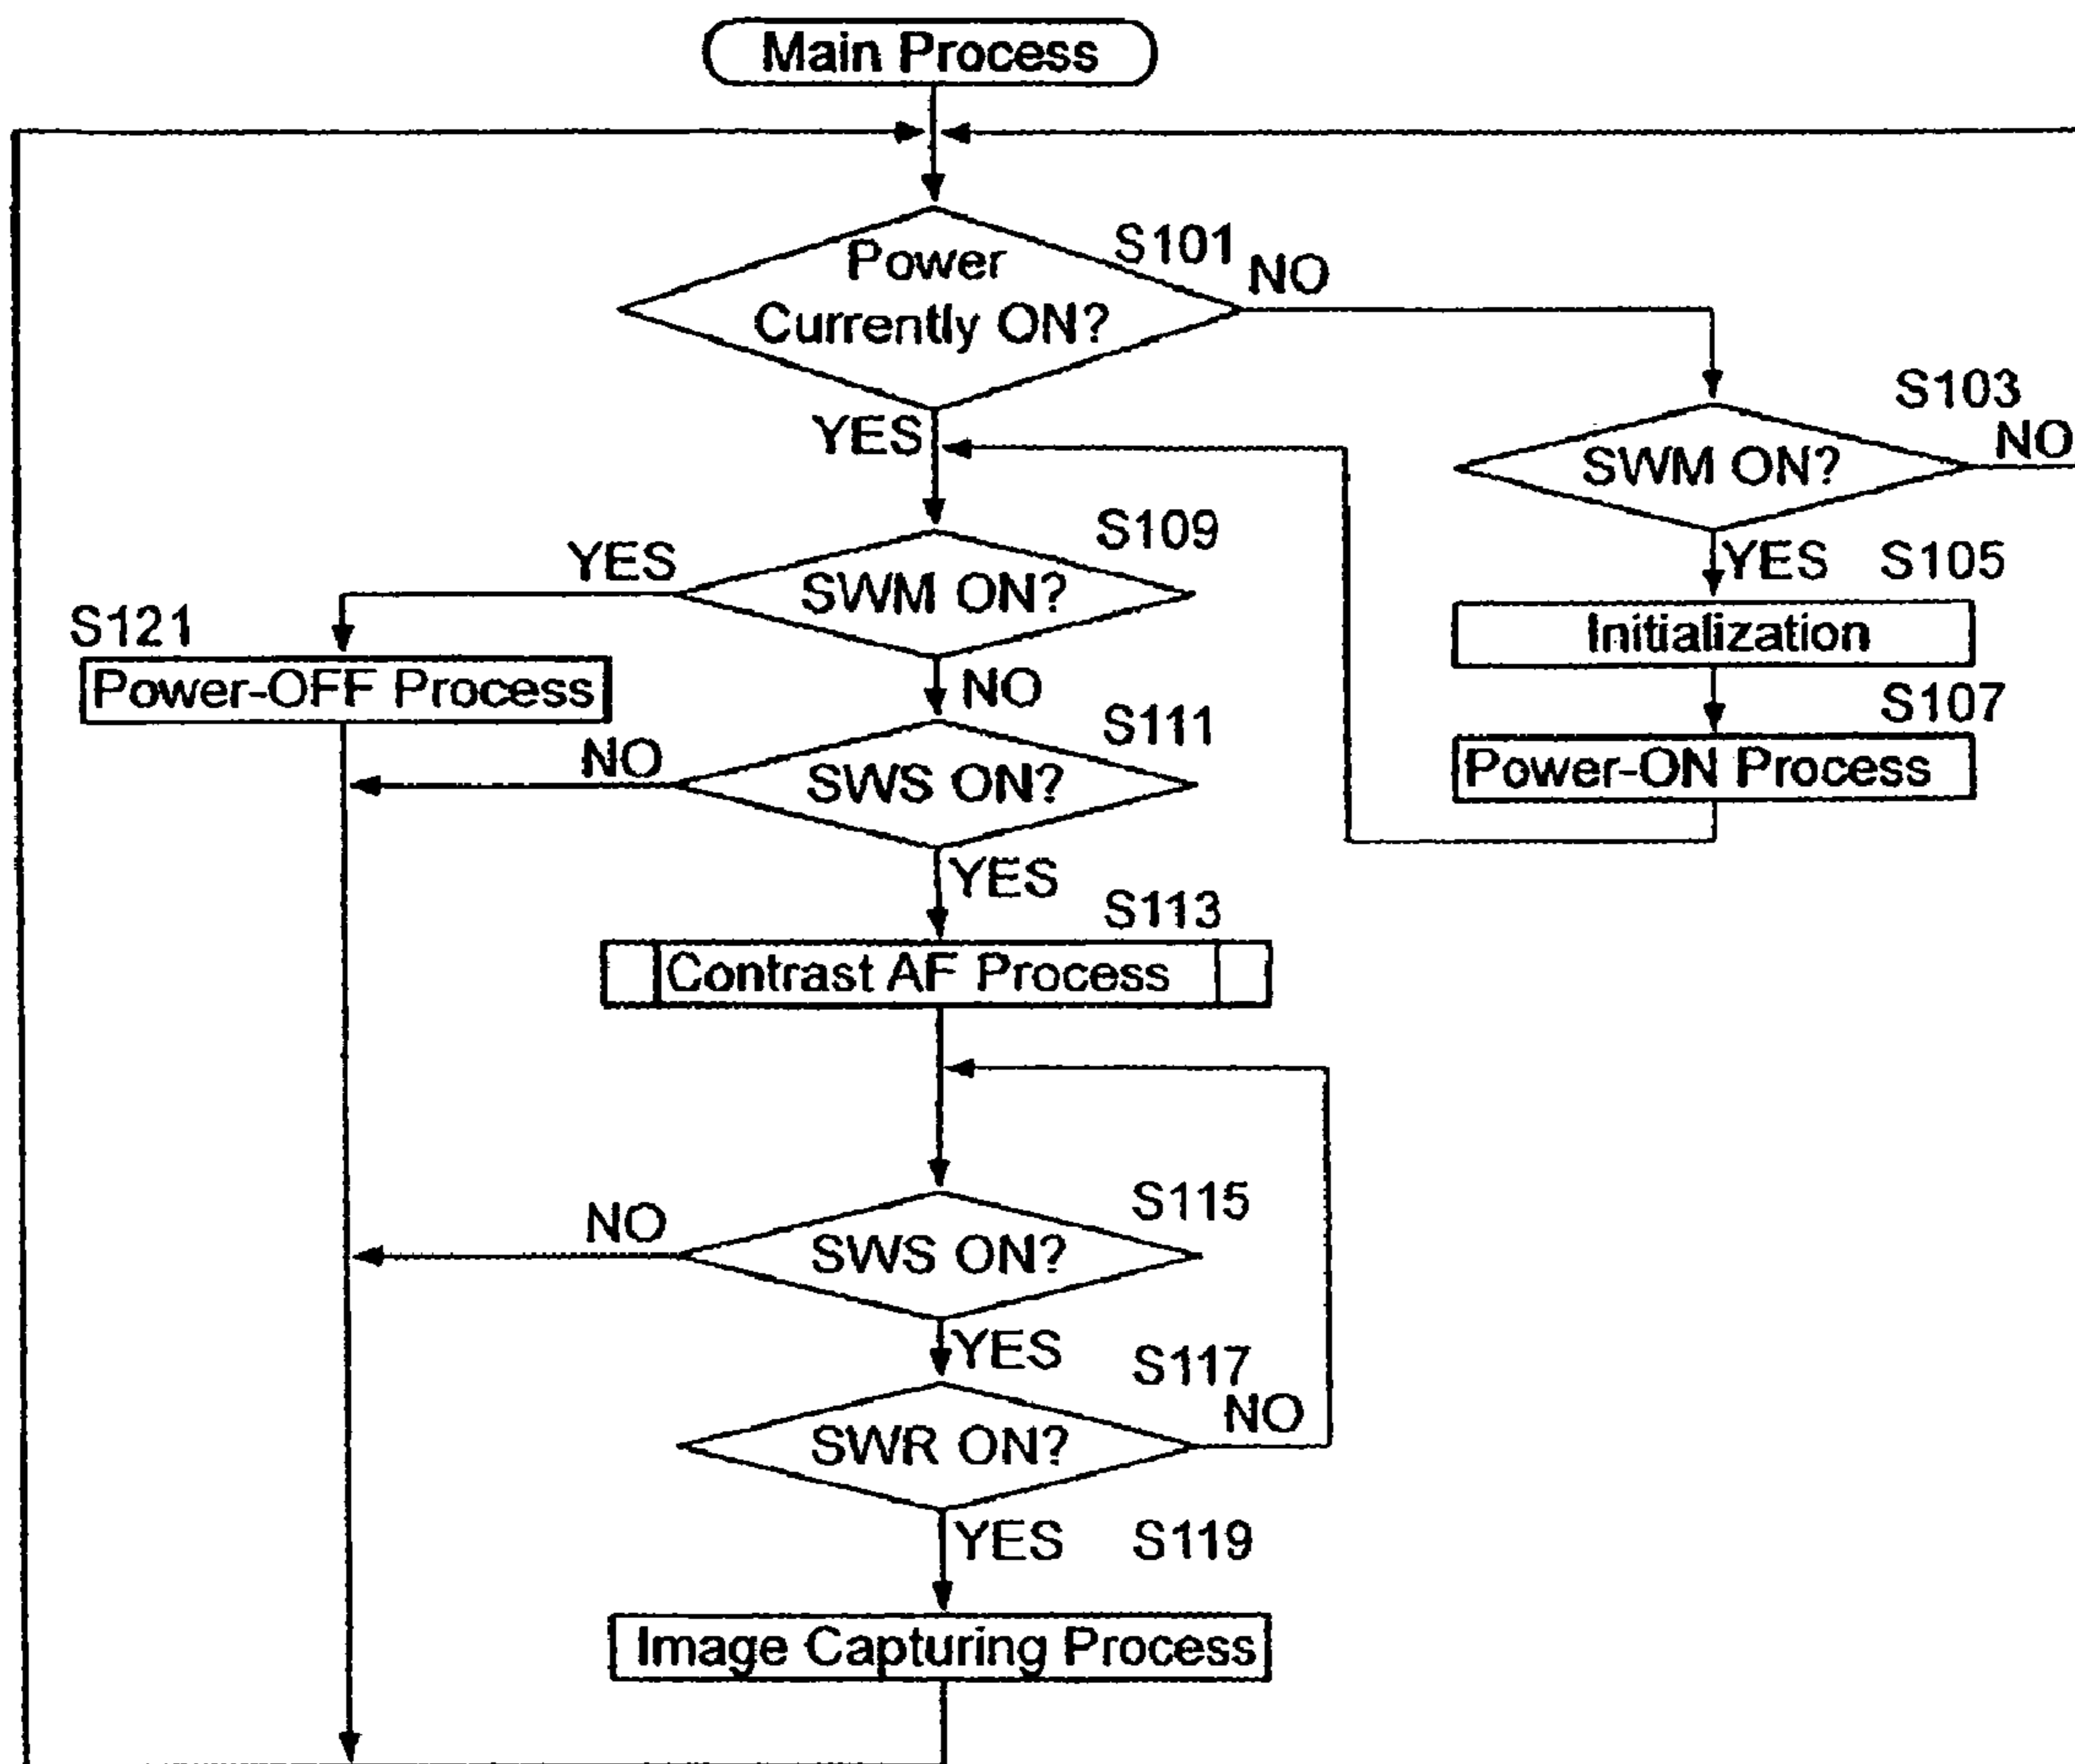 Main Process
S101
Power
Currently ON?
NO
YES
S103
SWM ON?
NO
YES
S105
Initialization
S107
Power-ON Process
S109
SWM ON?
YES
S121
Power-OFF Process
NO
S111
SWS ON?
NO
YES
S113
Contrast AF Process
S115
SWS ON?
NO
YES
S117
SWR ON?
NO
YES
S119
Image Capturing Process